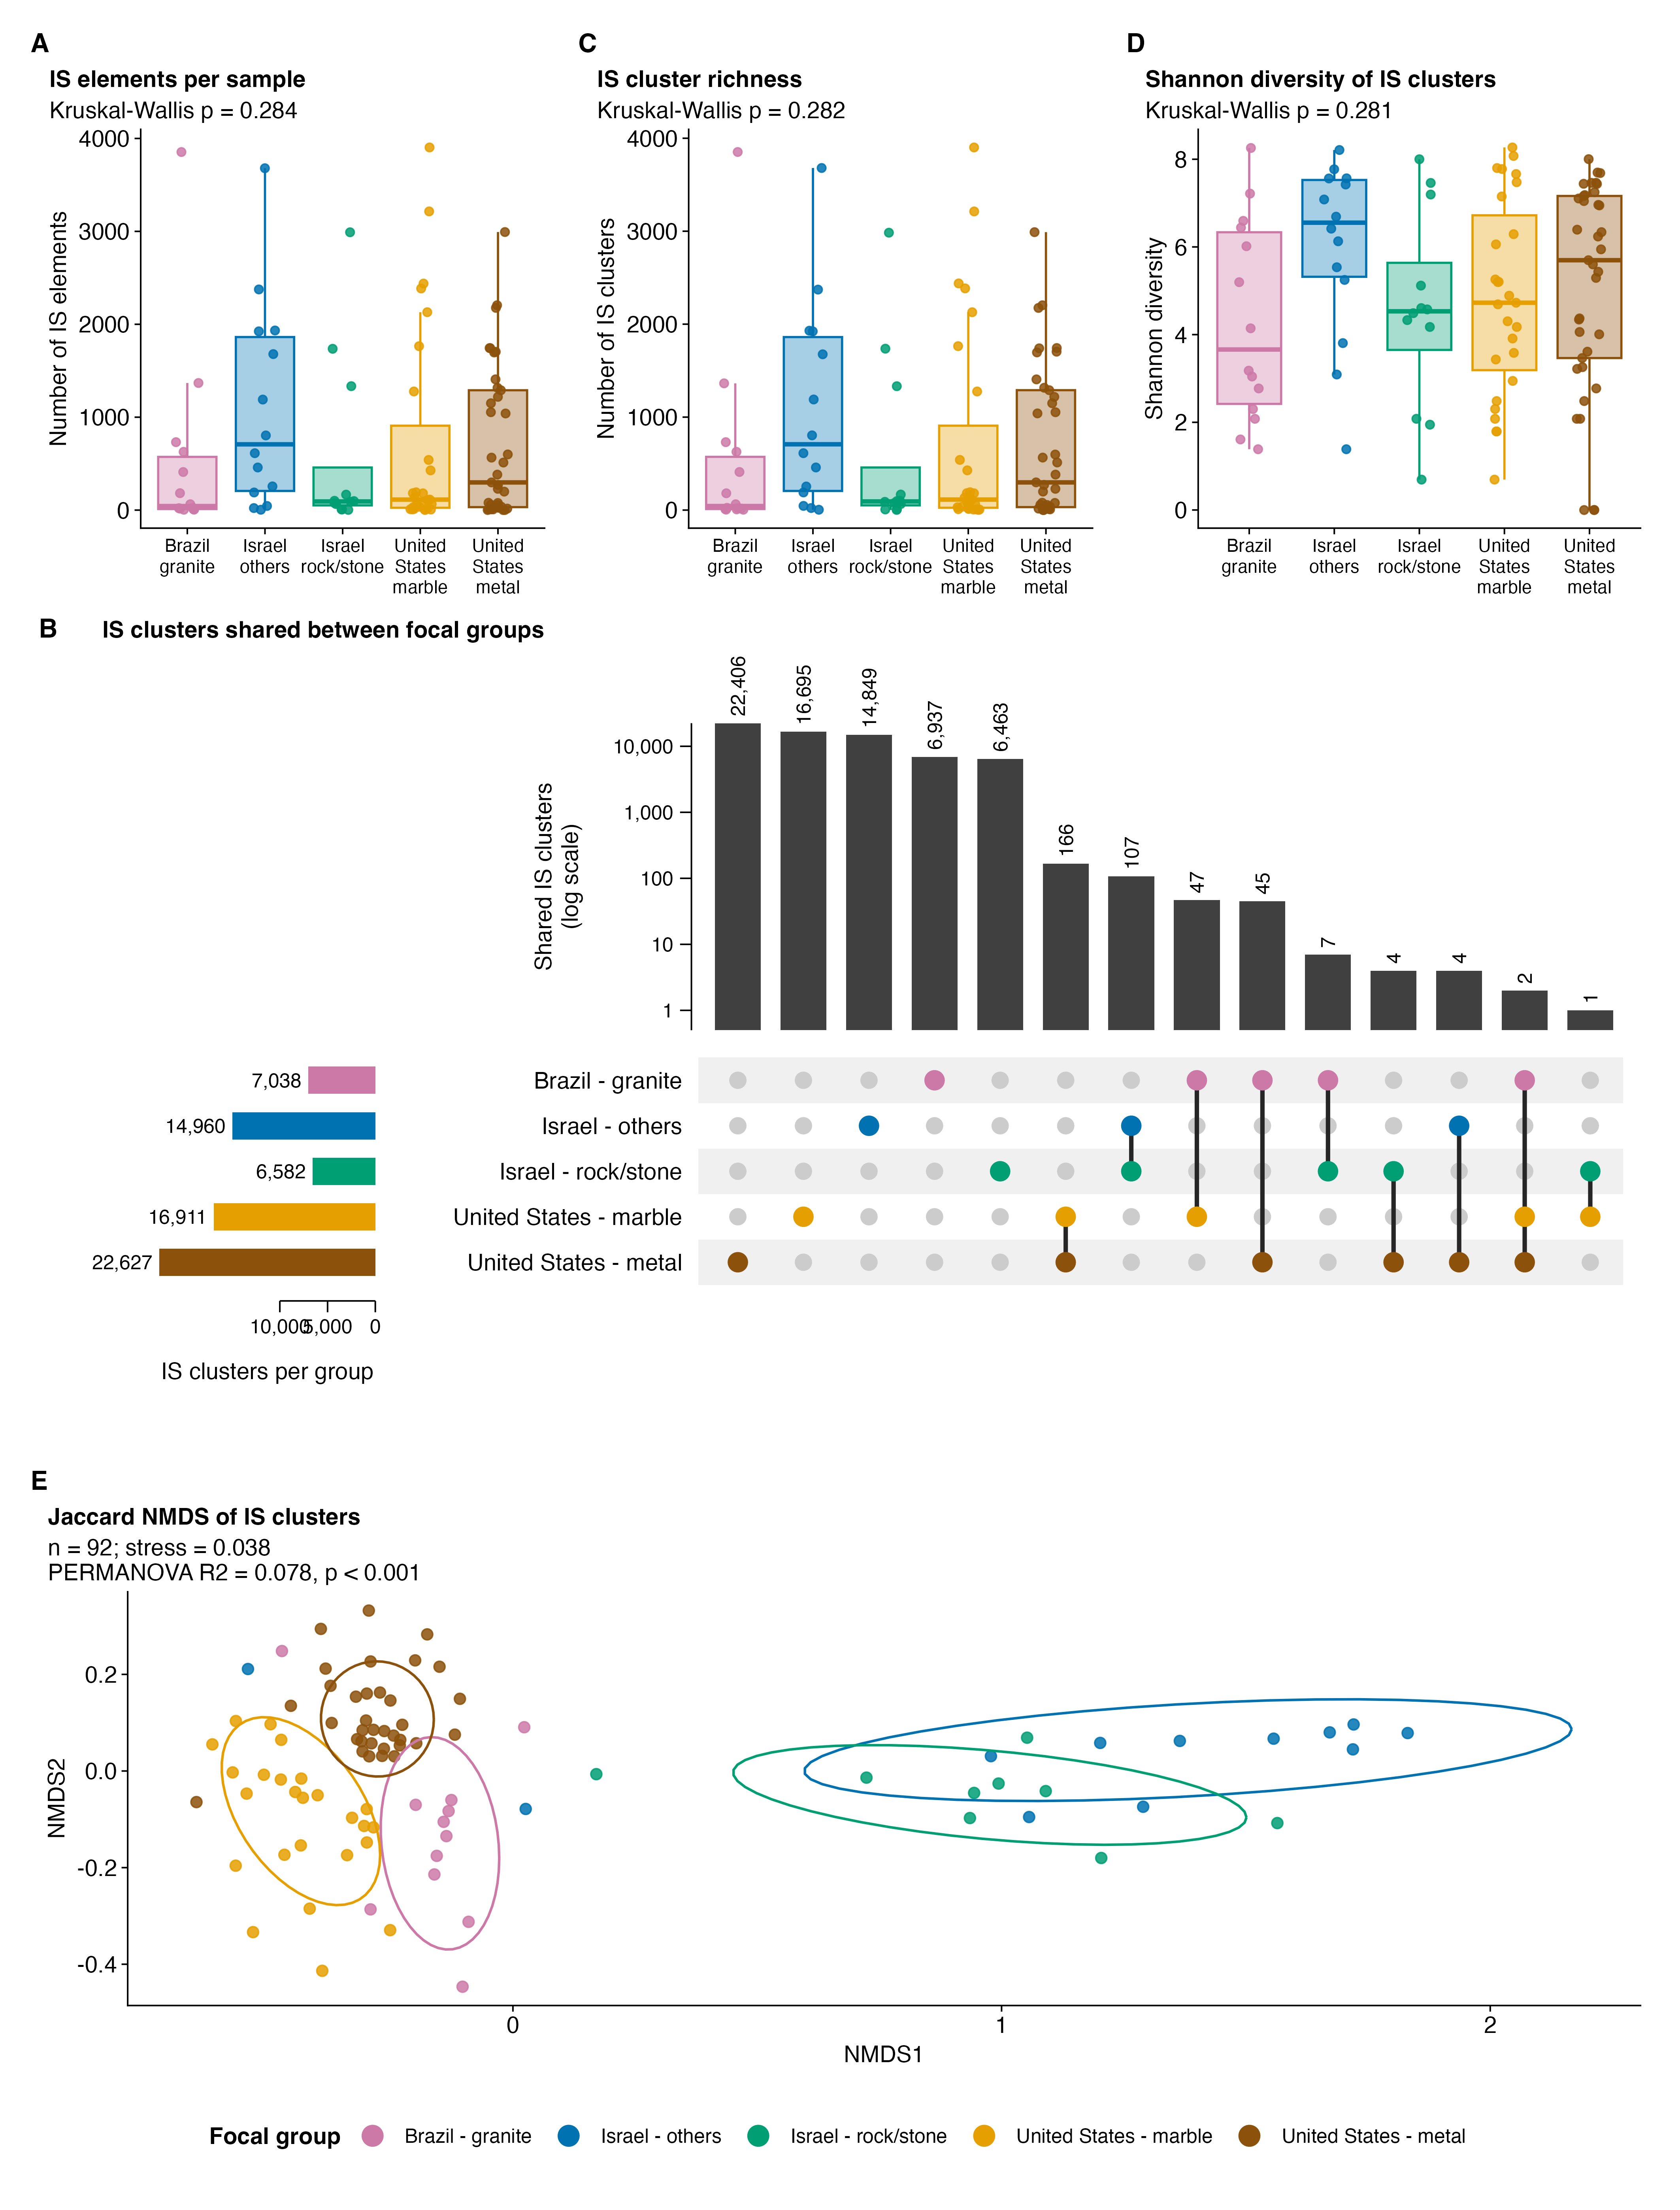 A
IS elements per sample
Kruskal-Wallis p = 0.284
Number of IS elements
4000
3000
2000
1000
0
Brazil
granite
Israel
others
Israel
rock/stone
United
States
marble
United
States
metal
C
IS cluster richness
Kruskal-Wallis p = 0.282
Number of IS clusters
4000
3000
2000
1000
0
Brazil
granite
Israel
others
Israel
rock/stone
United
States
marble
United
States
metal
D
Shannon diversity of IS clusters
Kruskal-Wallis p = 0.281
Shannon diversity
8
6
4
2
0
Brazil
granite
Israel
others
Israel
rock/stone
United
States
marble
United
States
metal
B
IS clusters shared between focal groups
Shared IS clusters
(log scale)
10,000
1,000
100
10
1
22,406
16,695
14,849
6,937
6,463
166
107
47
45
7
4
4
2
1
7,038
14,960
6,582
16,911
22,627
10,000
5,000
0
IS clusters per group
Brazil - granite
Israel - others
Israel - rock/stone
United States - marble
United States - metal
E
Jaccard NMDS of IS clusters
n = 92; stress = 0.038
PERMANOVA R2 = 0.078, p < 0.001
NMDS2
0.2
0.0
-0.2
-0.4
0
1
2
NMDS1
Focal group
Brazil - granite
Israel - others
Israel - rock/stone
United States - marble
United States - metal